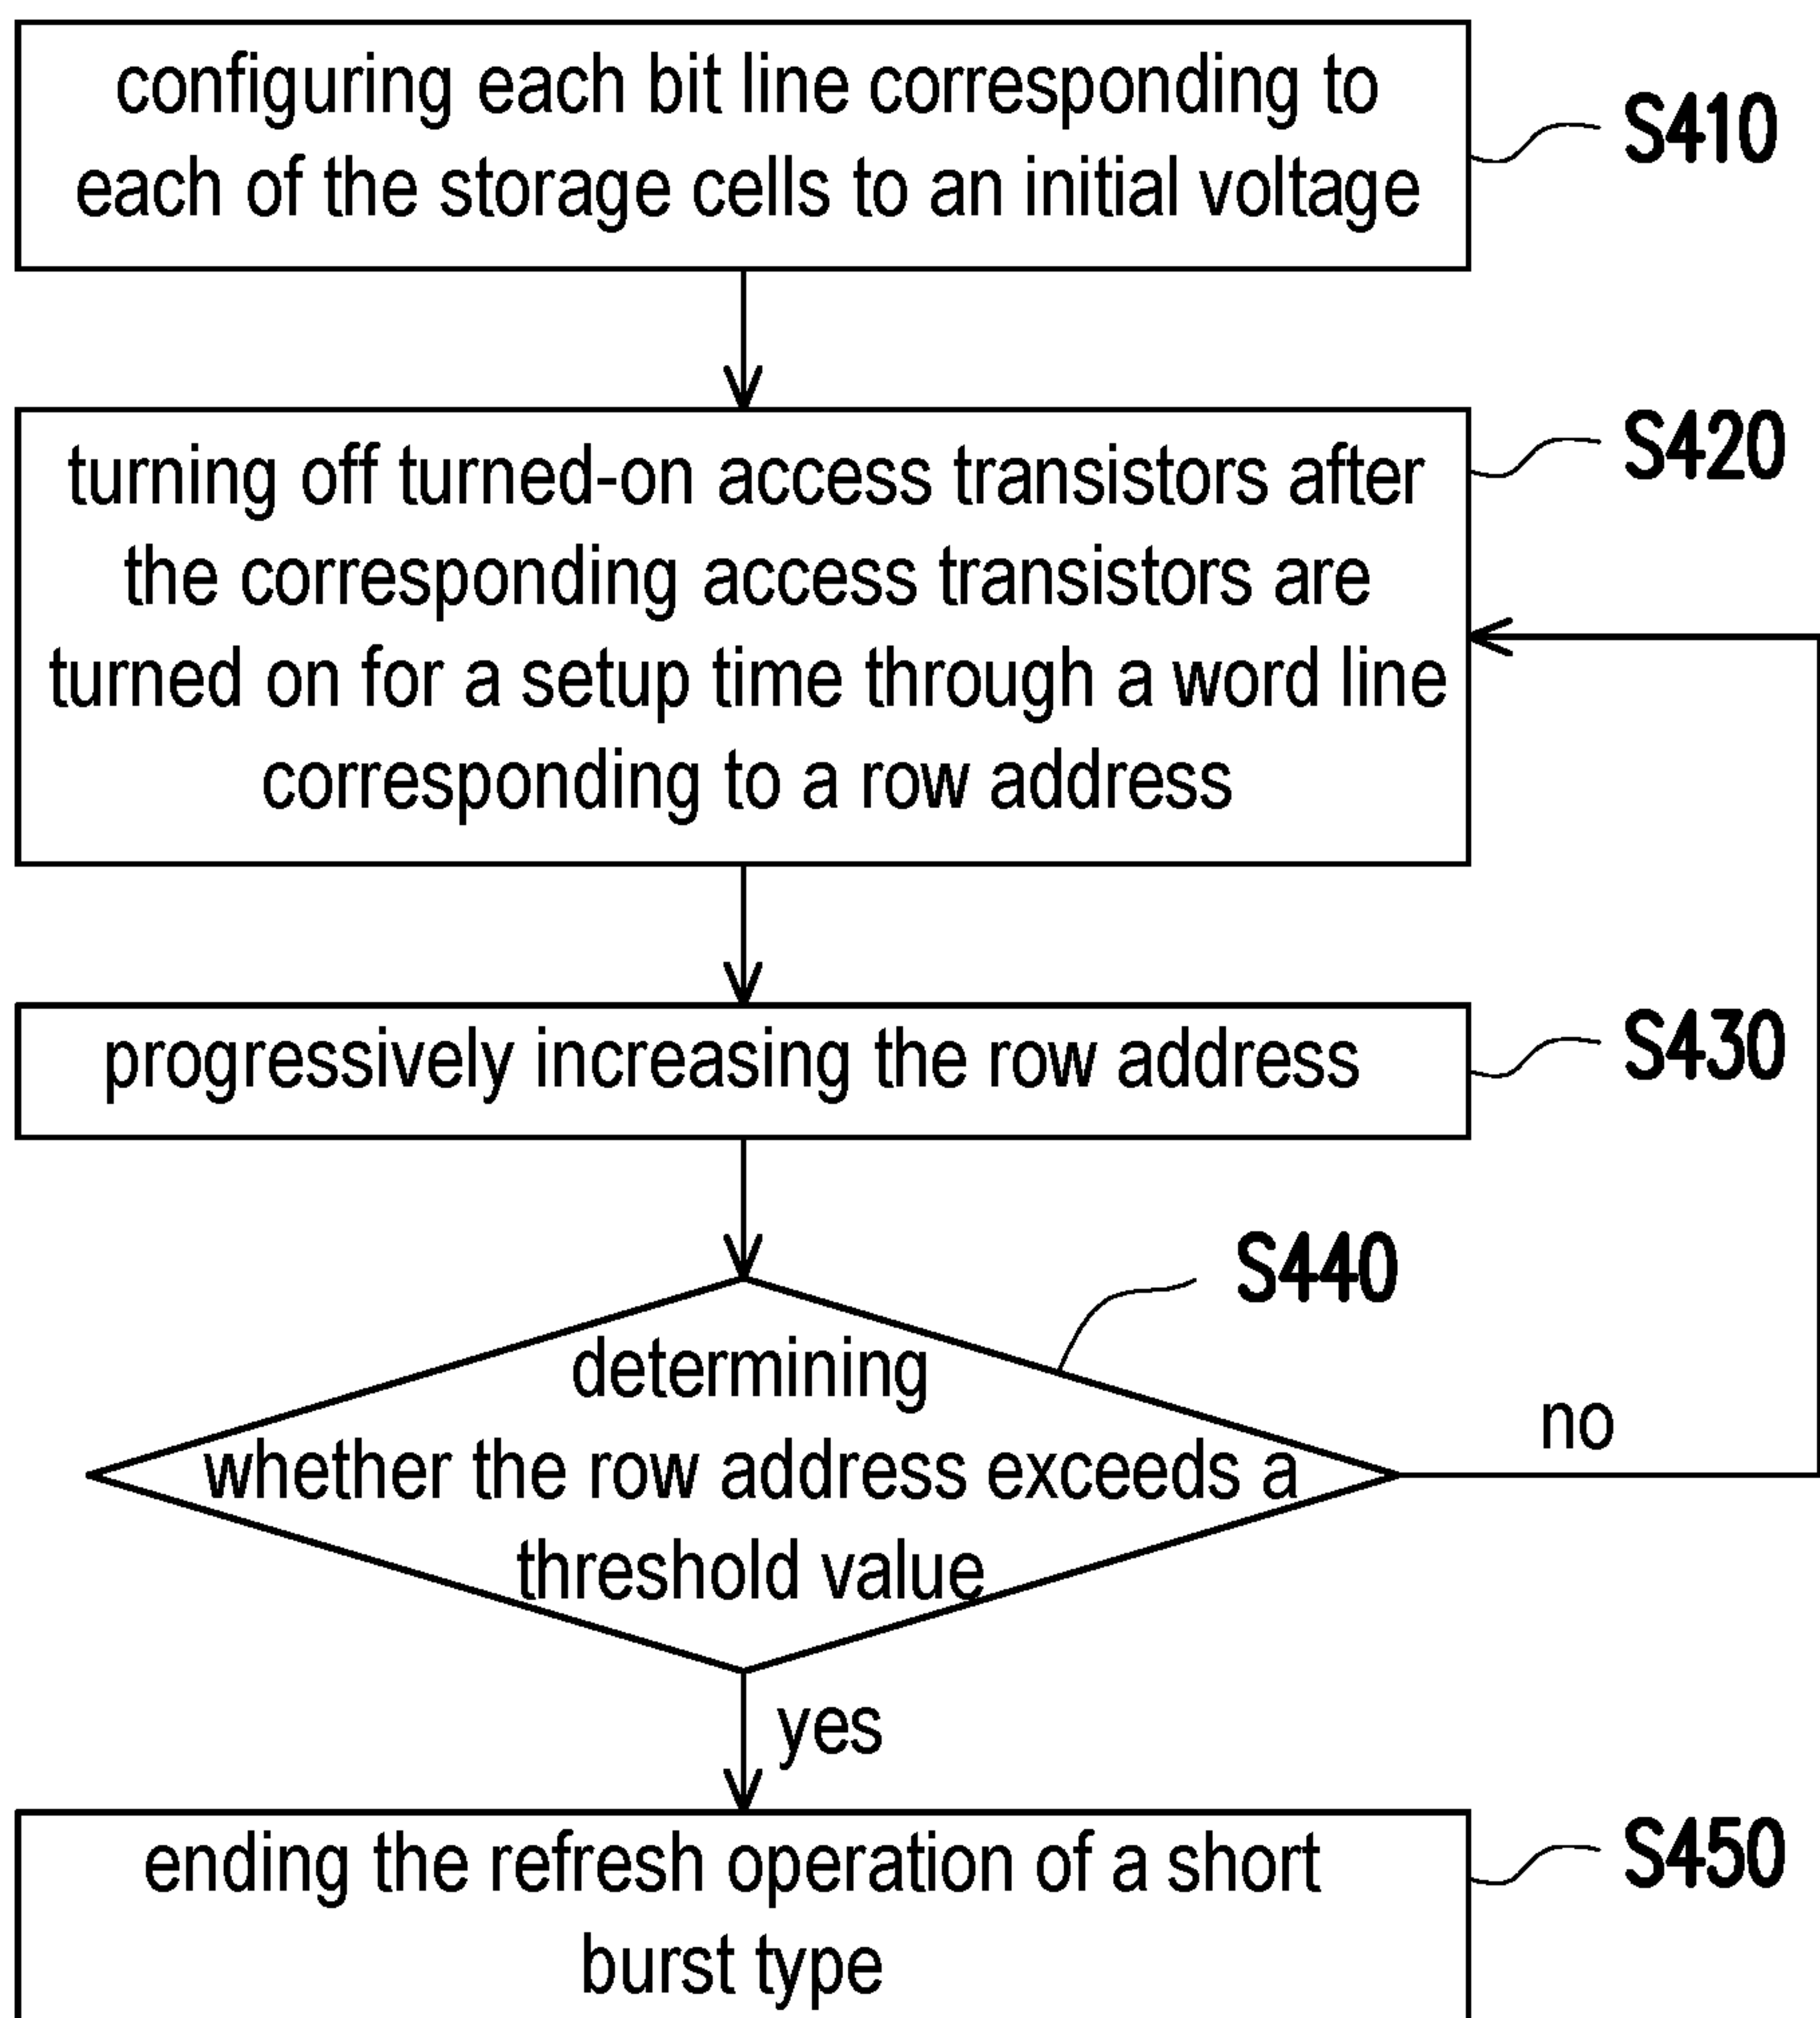 configuring each bit line corresponding to
each of the storage cells to an initial voltage
S410
turning off turned-on access transistors after
the corresponding access transistors are
turned on for a setup time through a word line
corresponding to a row address
S420
progressively increasing the row address
S430
S440
determining
whether the row address exceeds a
threshold value
no
yes
ending the refresh operation of a short
burst type
S450